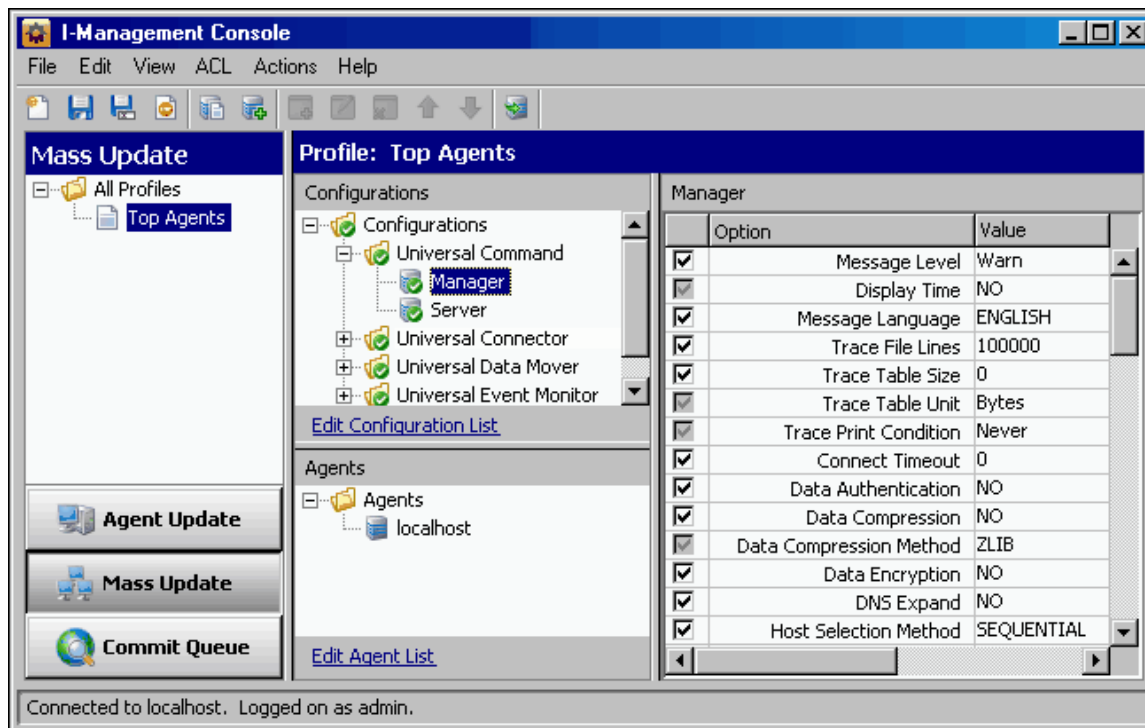 I-Management Console
File Edit View ACL Actions Help
Mass Update
All Profiles
Top Agents
Agent Update
Mass Update
Commit Queue
Profile: Top Agents
Configurations
Configurations
Universal Command
Manager
Server
Universal Connector
Universal Data Mover
Universal Event Monitor
Edit Configuration List
Agents
Agents
localhost
Edit Agent List
Manager
Option Value
Message Level Warn
Display Time NO
Message Language ENGLISH
Trace File Lines 100000
Trace Table Size 0
Trace Table Unit Bytes
Trace Print Condition Never
Connect Timeout 0
Data Authentication NO
Data Compression NO
Data Compression Method ZLIB
Data Encryption NO
DNS Expand NO
Host Selection Method SEQUENTIAL
Connected to localhost. Logged on as admin.